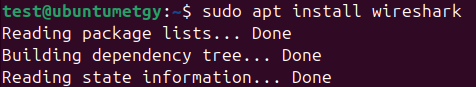 test@ubuntumetgy:~$ sudo apt install wireshark
Reading package lists... Done
Building dependency tree... Done
Reading state information... Done